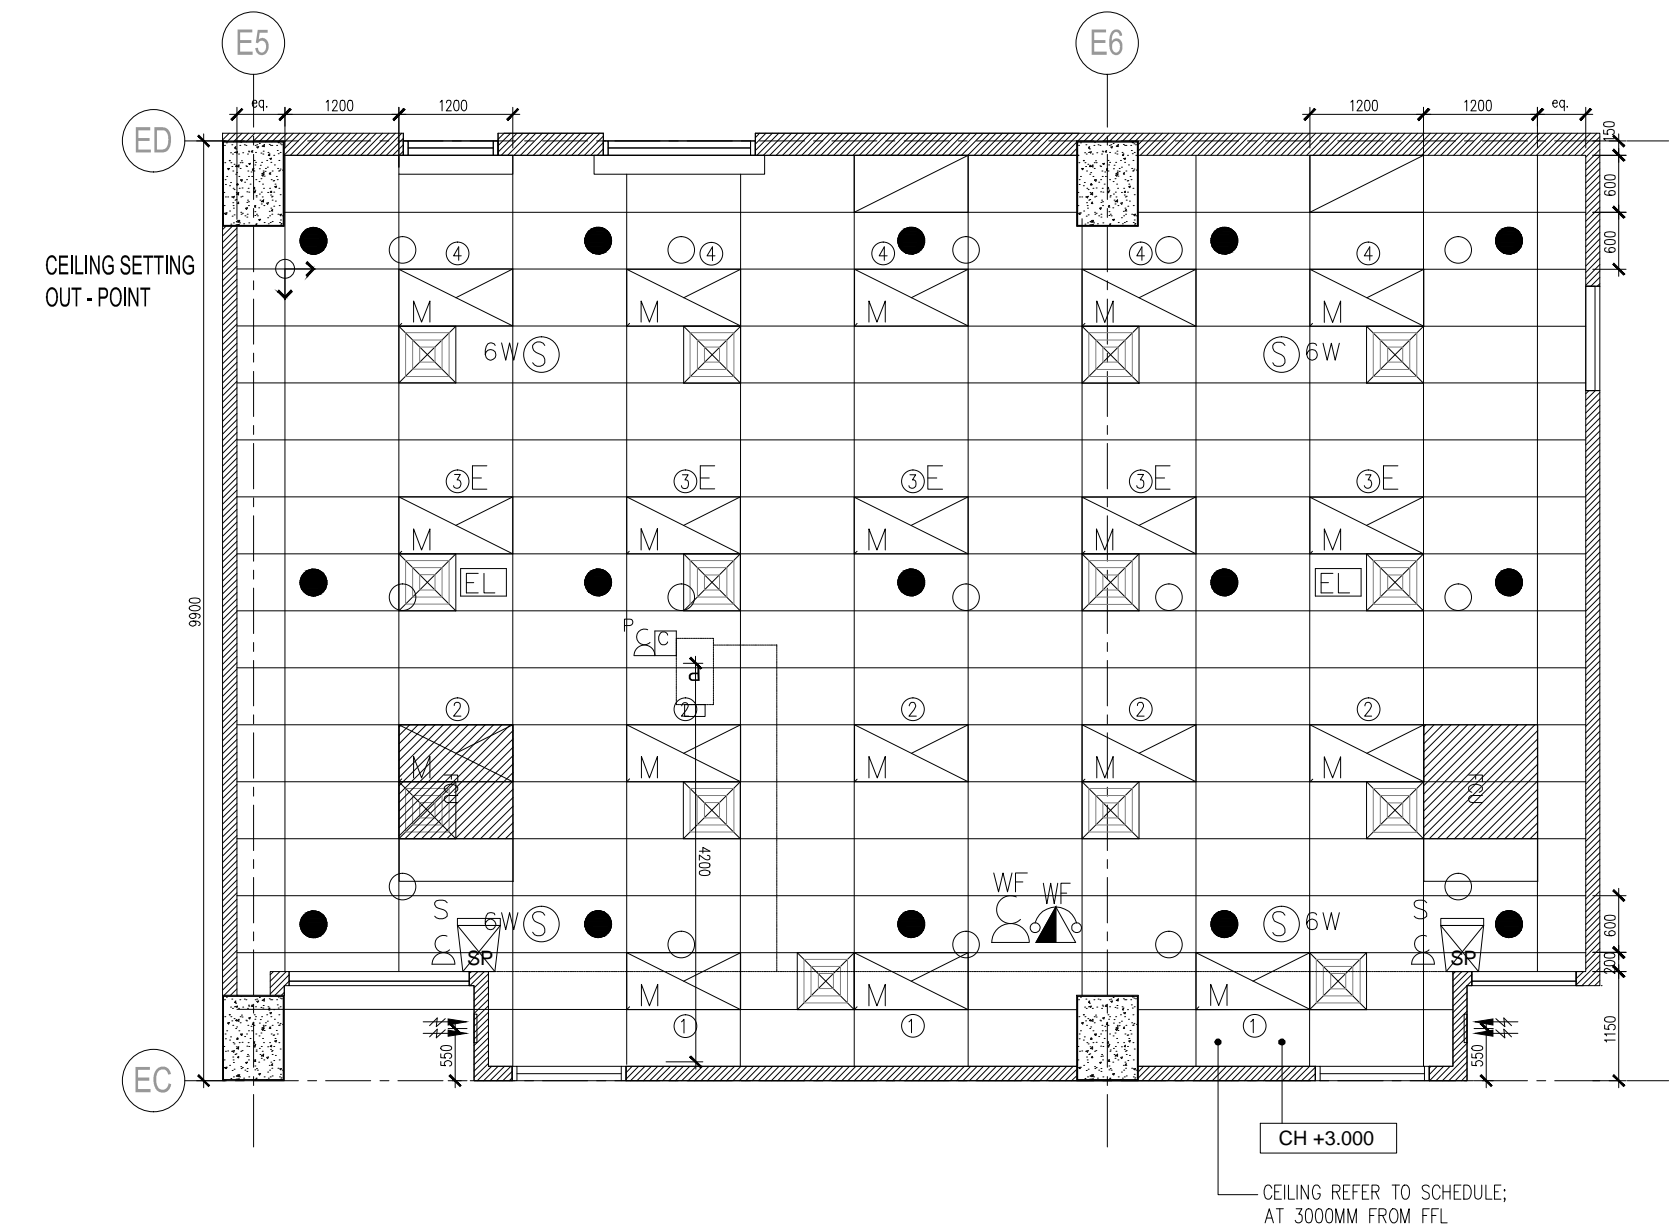 E5
E6
eq.
1200
1200
1200
1200
eq.
ED
150
600
600
CEILING SETTING
OUT - POINT
4
4
4
4
4
M
M
M
M
M
6W
S
S
6W
3E
3E
3E
3E
3E
M
M
M
M
M
EL
EL
9960
P
C
C
P
2
2
2
2
2
M
M
M
M
M
FCU
FCU
4200
WF
WF
C
S
C
6W
S
S
6W
S
C
SP
SP
600
200
M
M
M
1
1
1
550
550
1150
EC
CH +3.000
CEILING REFER TO SCHEDULE;
AT 3000MM FROM FFL